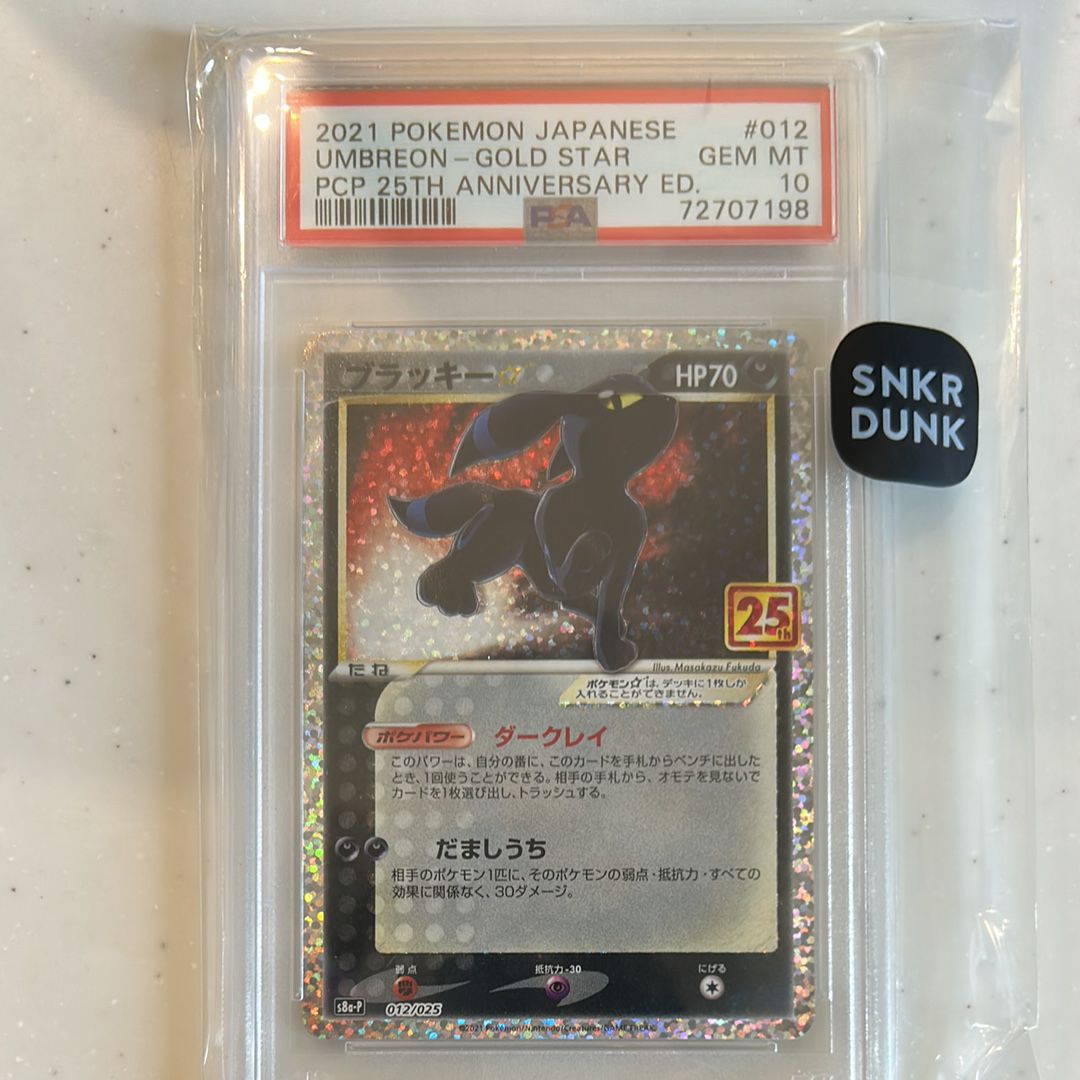 2021 POKEMON JAPANESE #012
UMBREON - GOLD STAR GEM MT
PCP 25TH ANNIVERSARY ED. 10
PSA 72707198
SNKR
DUNK
ブラッキー☆ HP70
25th
たね
Illus. Masakazu Fukuda
ポケモン☆は、デッキに1枚しか
入れることができません。
ポケパワー ダークレイ
このパワーは、自分の番に、このカードを手札からベンチに出した
とき、1回使うことができる。相手の手札から、オモテを見ないで
カードを1枚選び出し、トラッシュする。
だましうち
相手のポケモン1匹に、そのポケモンの弱点・抵抗力・すべての
効果に関係なく、30ダメージ。
弱点 抵抗力-30 にげる
s8a-P 012/025
©2021 Pokémon/Nintendo/Creatures/GAME FREAK